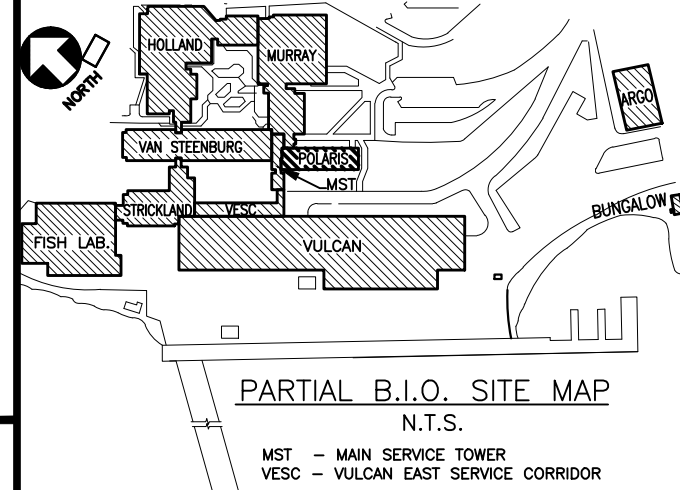 NORTH
HOLLAND
MURRAY
ARGO
VAN STEENBURG
POLARIS
MST
STRICKLAND
VESC
BUNGALOW
FISH LAB.
VULCAN
PARTIAL B.I.O. SITE MAP
N.T.S.
MST – MAIN SERVICE TOWER
VESC – VULCAN EAST SERVICE CORRIDOR